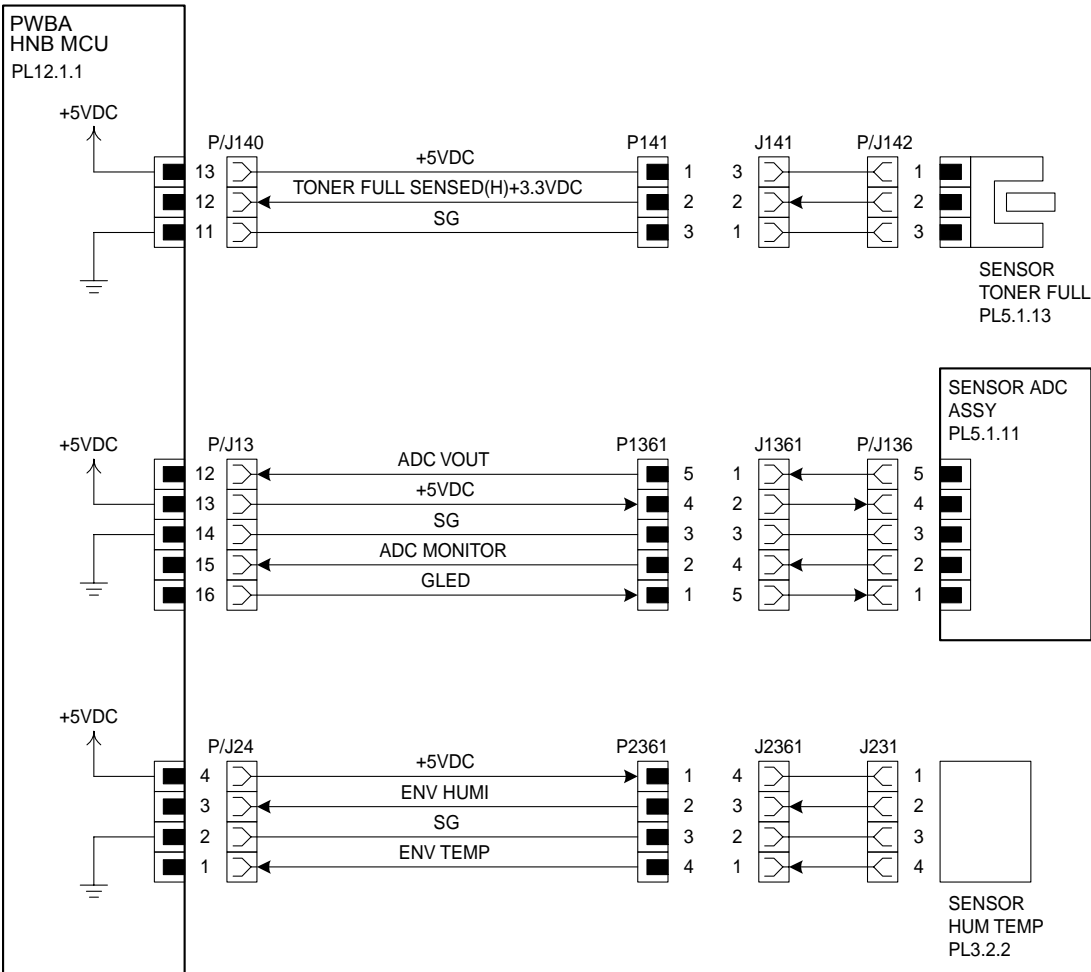 PWBA
HNB MCU
PL12.1.1
+5VDC
P/J140
P141
J141
P/J142
+5VDC
13
1
3
1
TONER FULL SENSED(H)+3.3VDC
12
2
2
2
SG
11
3
1
3
SENSOR
TONER FULL
PL5.1.13
SENSOR ADC
ASSY
PL5.1.11
+5VDC
P/J13
P1361
J1361
P/J136
ADC VOUT
12
5
1
5
+5VDC
13
4
2
4
SG
14
3
3
3
ADC MONITOR
15
2
4
2
GLED
16
1
5
1
+5VDC
P/J24
P2361
J2361
J231
+5VDC
4
1
4
1
ENV HUMI
3
2
3
2
SG
2
3
2
3
ENV TEMP
1
4
1
4
SENSOR
HUM TEMP
PL3.2.2